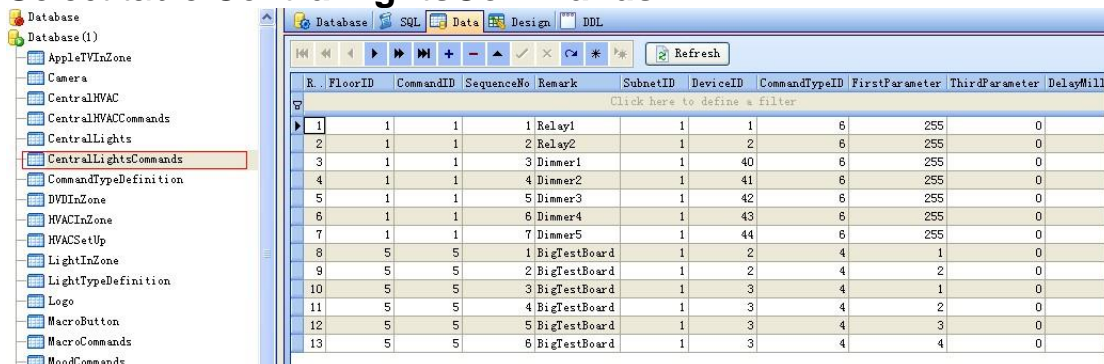 Database
Database(1)
AppleTVInZone
Camera
CentralHVAC
CentralHVACCommands
CentralLights
CentralLightsCommands
CommandTypeDefinition
DVDInZone
HVACInZone
HVACSetUp
LightInZone
LightTypeDefinition
Logo
MacroButton
MacroCommands
MoodCommands
Database SQL Data Design DDL
Refresh
R.. FloorID CommandID SequenceNo Remark SubnetID DeviceID CommandTypeID FirstParameter ThirdParameter DelayMill
Click here to define a filter
1 1 1 1 Relay1 1 1 6 255 0
2 1 1 2 Relay2 1 2 6 255 0
3 1 1 3 Dimmer1 1 40 6 255 0
4 1 1 4 Dimmer2 1 41 6 255 0
5 1 1 5 Dimmer3 1 42 6 255 0
6 1 1 6 Dimmer4 1 43 6 255 0
7 1 1 7 Dimmer5 1 44 6 255 0
8 5 5 1 BigTestBoard 1 2 4 1 0
9 5 5 2 BigTestBoard 1 2 4 2 0
10 5 5 3 BigTestBoard 1 3 4 1 0
11 5 5 4 BigTestBoard 1 3 4 2 0
12 5 5 5 BigTestBoard 1 3 4 3 0
13 5 5 6 BigTestBoard 1 3 4 4 0